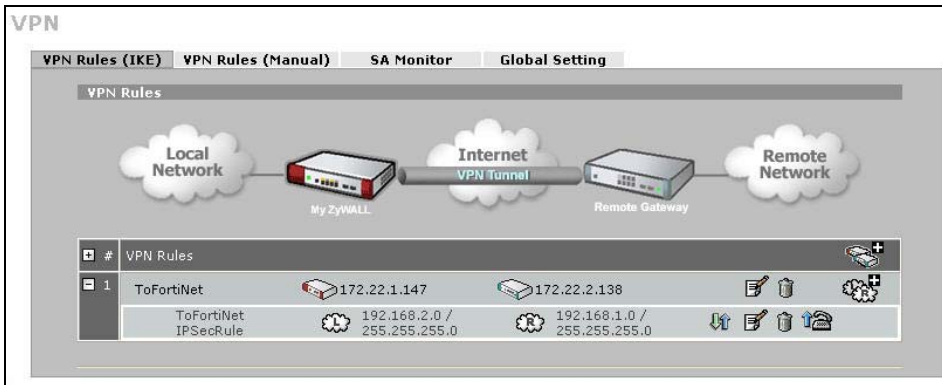 VPN
VPN Rules (IKE) VPN Rules (Manual) SA Monitor Global Setting
VPN Rules
Local
Network
Internet
VPN Tunnel
Remote
Network
My ZyWALL
Remote Gateway
# VPN Rules
1 ToFortiNet 172.22.1.147 172.22.2.138
ToFortiNet
IPSecRule
L 192.168.2.0 /
255.255.255.0
R 192.168.1.0 /
255.255.255.0